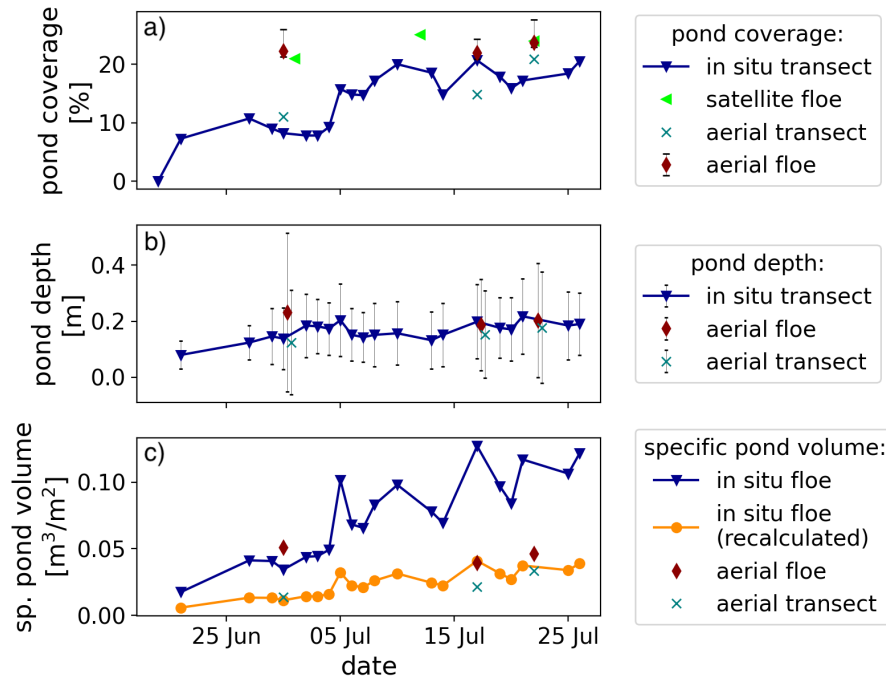 a)
pond coverage
[%]
20
10
0
pond coverage:
in situ transect
satellite floe
aerial transect
aerial floe
b)
pond depth
[m]
0.4
0.2
0.0
pond depth:
in situ transect
aerial floe
aerial transect
c)
sp. pond volume
[m³/m²]
0.10
0.05
0.00
25 Jun
05 Jul
15 Jul
25 Jul
date
specific pond volume:
in situ floe
in situ floe
(recalculated)
aerial floe
aerial transect